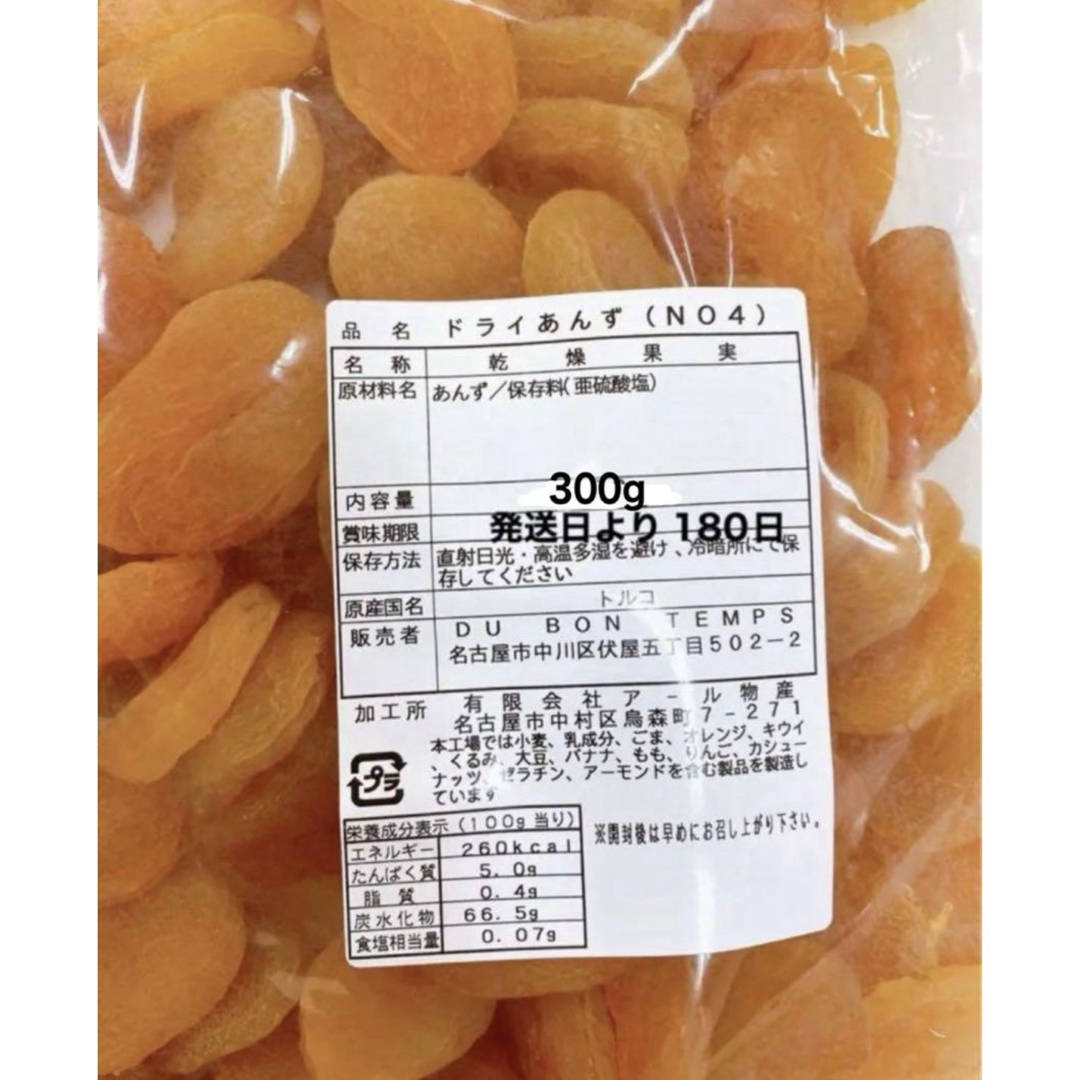 品名 ドライあんず(NO4)
名称 乾燥果実
原材料名 あんず/保存料(亜硫酸塩)
内容量 300g
賞味期限 発送日より180日
保存方法 直射日光・高温多湿を避け、冷暗所にて保
存してください
原産国名 トルコ
販売者 DU BON TEMPS
名古屋市中川区伏屋五丁目502-2
加工所 有限会社アール物産
名古屋市中村区烏森町7-271
本工場では小麦、乳成分、ごま、オレンジ、キウイ
、くるみ、大豆、バナナ、もも、りんご、カシュー
ナッツ、ゼラチン、アーモンドを含む製品を製造し
ています
プラ
※開封後は早めにお召し上がり下さい。
栄養成分表示(100g当り)
エネルギー 260kcal
たんぱく質 5.0g
脂質 0.4g
炭水化物 66.5g
食塩相当量 0.07g